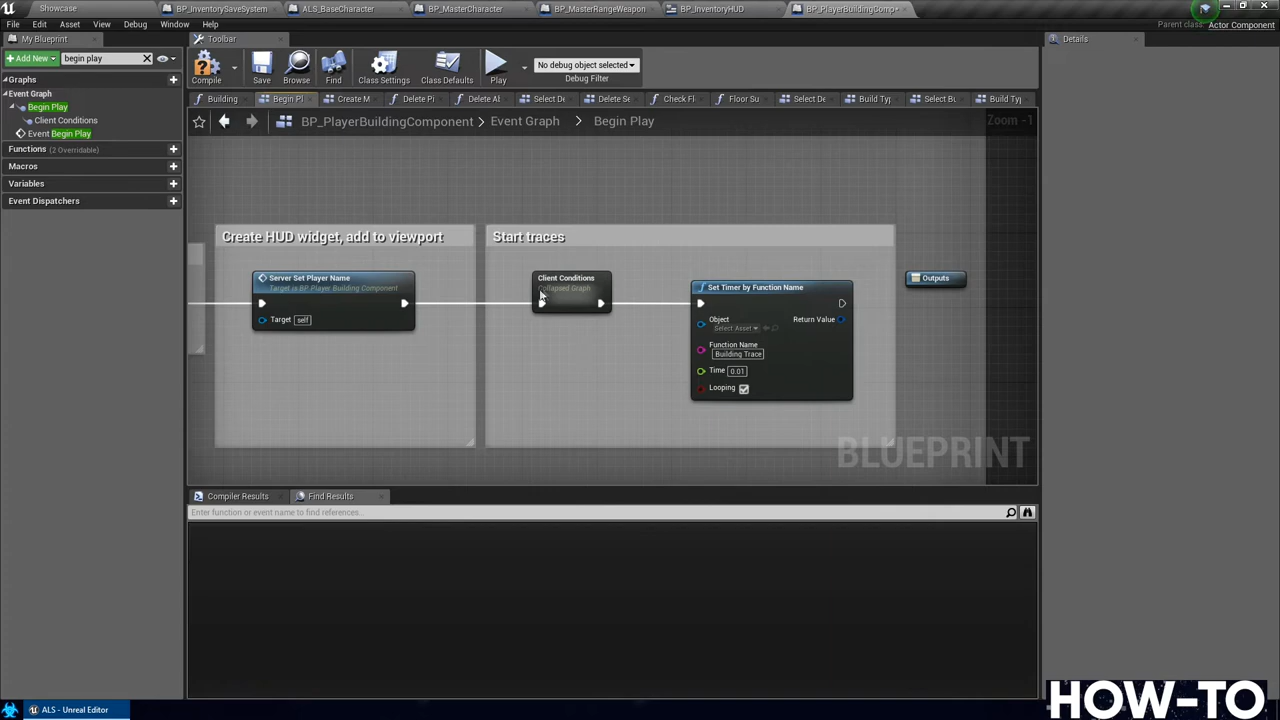 Showcase
BP_InventorySaveSystem
ALS_BaseCharacter
BP_MasterCharacter
BP_MasterRangeWeapon
BP_InventoryHUD
BP_PlayerBuildingComp
File Edit Asset View Debug Window Help
Parent class: Actor Component
My Blueprint
Toolbar
Details
+ Add New
begin play
Compile
Save
Browse
Find
Class Settings
Class Defaults
Play
No debug object selected
Debug Filter
Graphs
Event Graph
Begin Play
Client Conditions
Event Begin Play
Functions (2 Overridable)
Macros
Variables
Event Dispatchers
Building
Begin Pl
Create M
Delete Pi
Delete Al
Select De
Delete Se
Check Fl
Floor Su
Select De
Build Ty
Select Bu
Build Ty
BP_PlayerBuildingComponent > Event Graph > Begin Play
Zoom -1
Create HUD widget, add to viewport
Server Set Player Name
Target is BP Player Building Component
Target self
Start traces
Client Conditions
Collapsed Graph
Set Timer by Function Name
Object
Select Asset
Return Value
Function Name
Building Trace
Time 0.01
Looping
Outputs
BLUEPRINT
Compiler Results
Find Results
Enter function or event name to find references...
ALS - Unreal Editor
HOW-TO